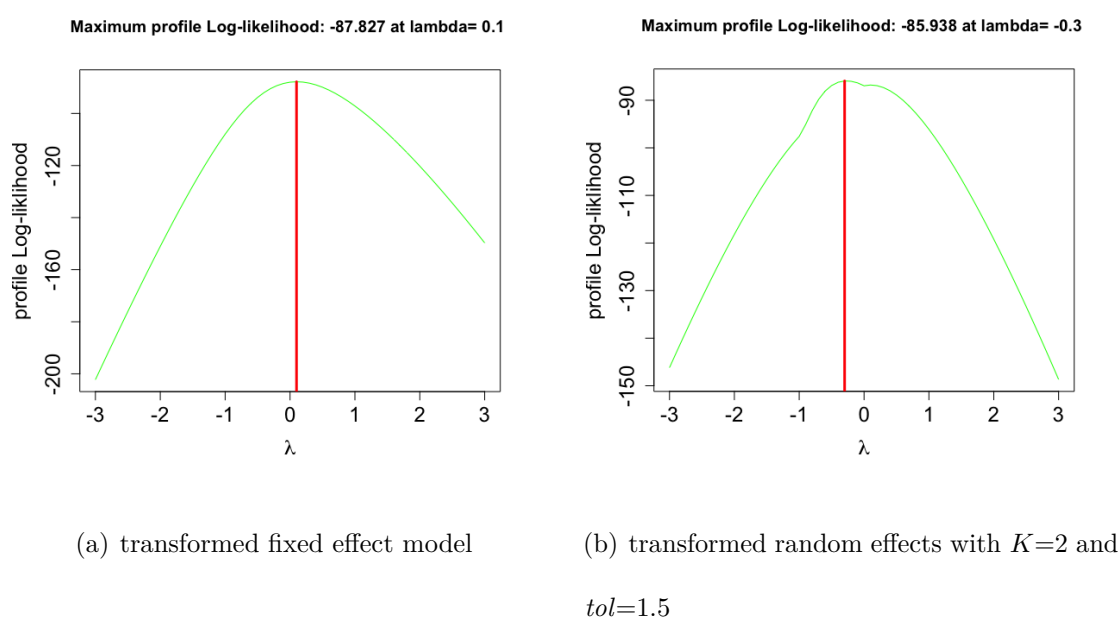 Maximum profile Log-likelihood: -87.827 at lambda= 0.1
profile Log-liklihood
-120
-160
-200
-3 -2 -1 0 1 2 3
λ
(a) transformed fixed effect model
Maximum profile Log-likelihood: -85.938 at lambda= -0.3
profile Log-liklihood
-90
-110
-130
-150
-3 -2 -1 0 1 2 3
λ
(b) transformed random effects with K=2 and
tol=1.5